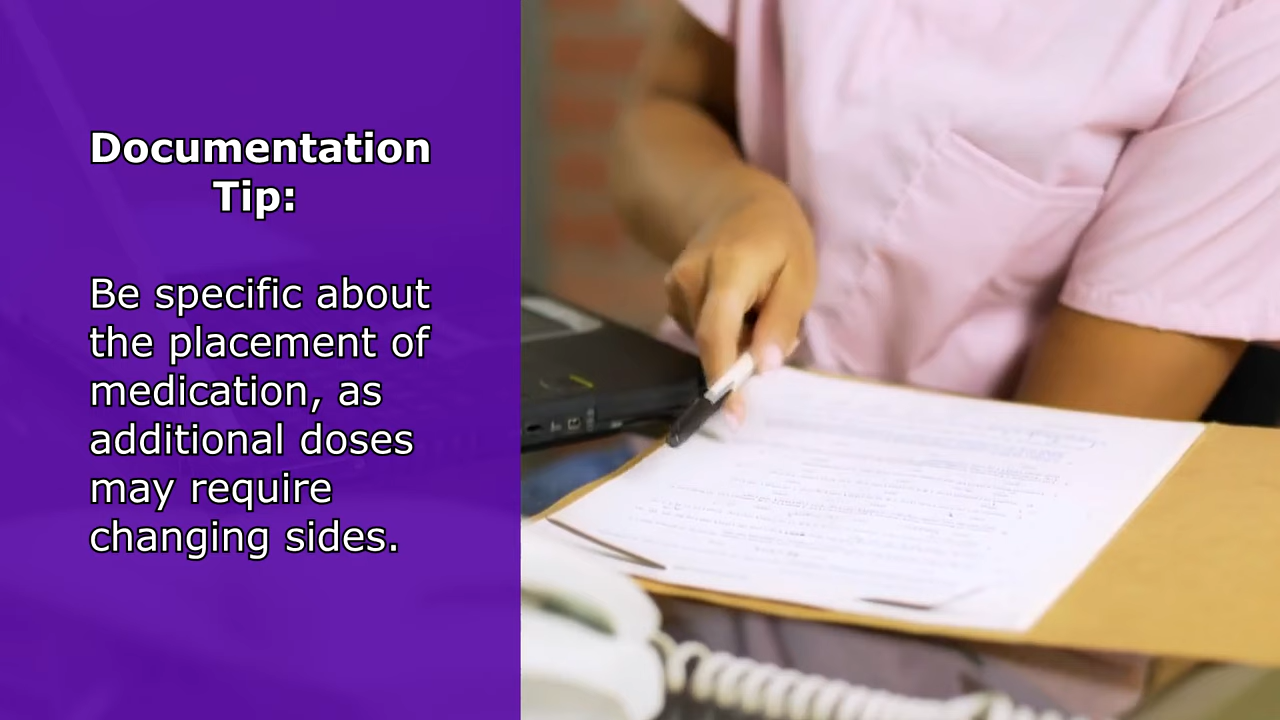 Documentation
Tip:
Be specific about
the placement of
medication, as
additional doses
may require
changing sides.